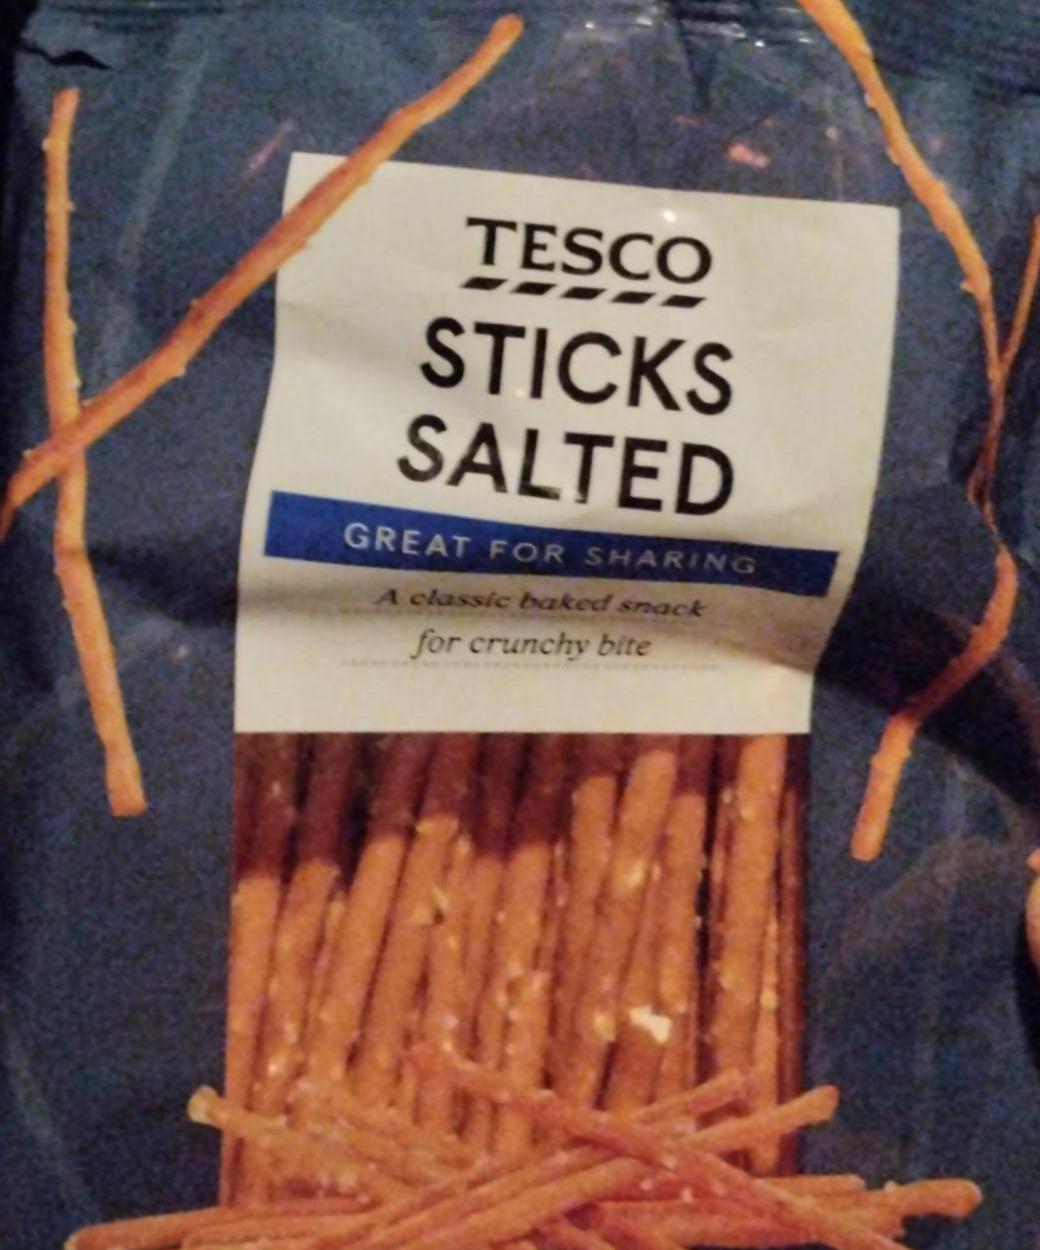 TESCO
STICKS
SALTED
GREAT FOR SHARING
A classic baked snack
for crunchy bite